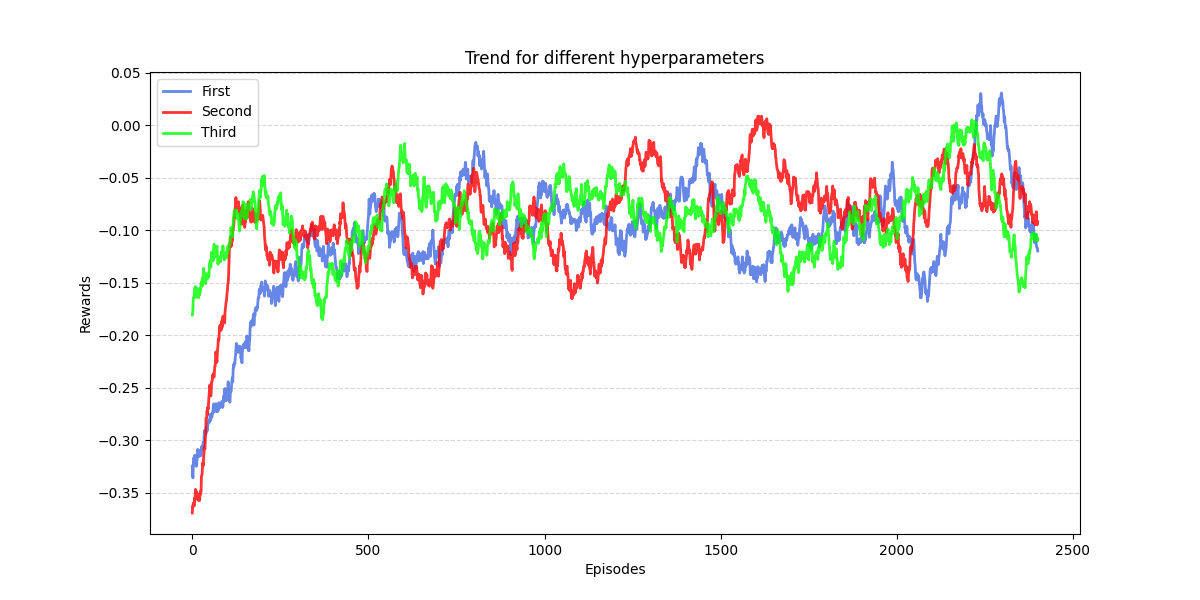 Trend for different hyperparameters
0.05
0.00
−0.05
−0.10
−0.15
−0.20
−0.25
−0.30
−0.35
Rewards
First
Second
Third
0
500
1000
1500
2000
2500
Episodes